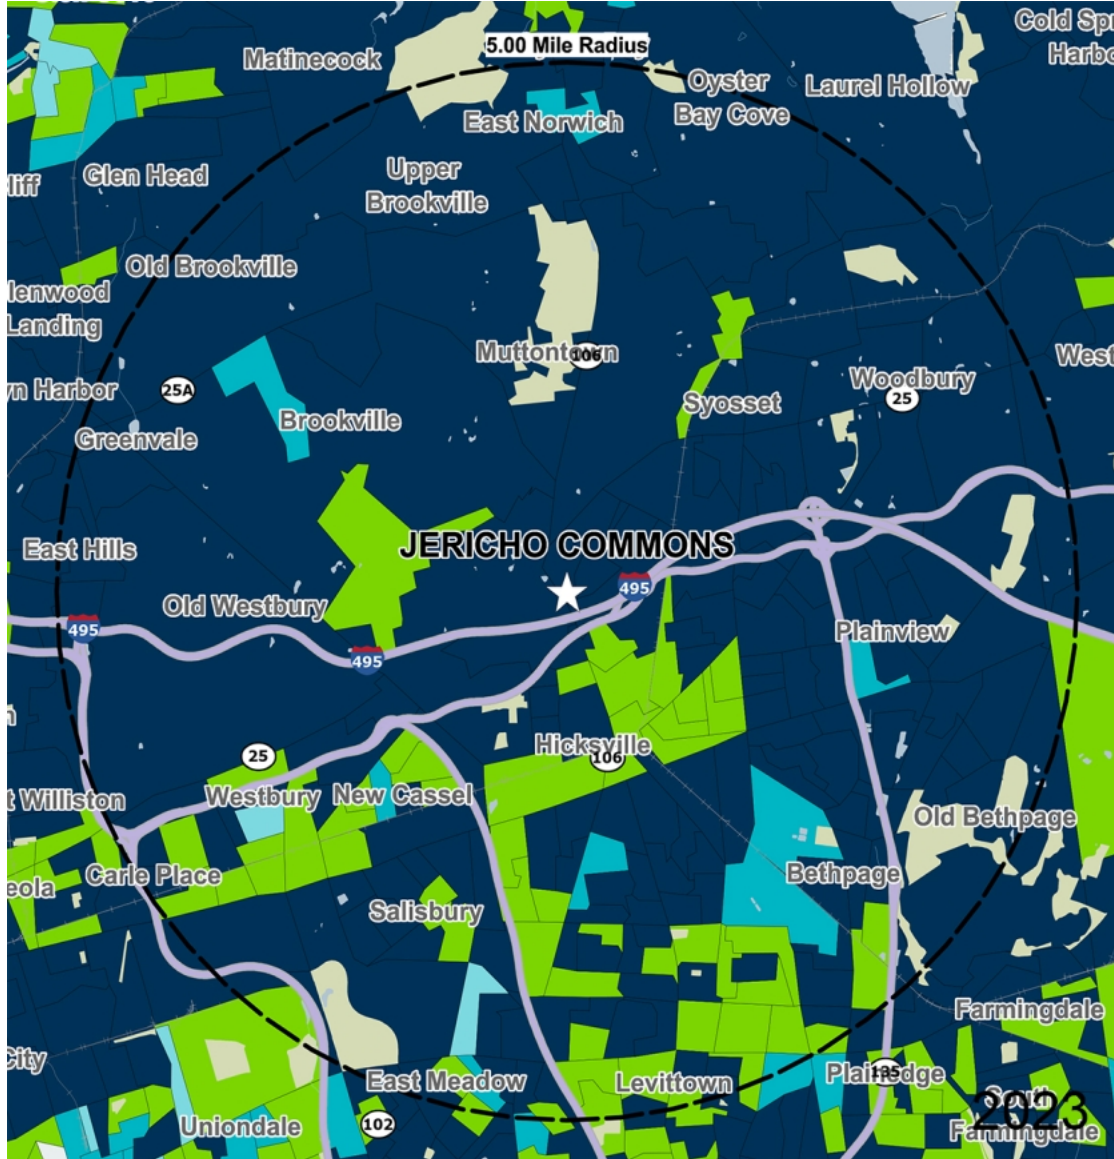 Cold Spr
Harbo
5.00 Mile Radius
Matinecock
Oyster
Bay Cove
Laurel Hollow
East Norwich
liff
Glen Head
Upper
Brookville
Old Brookville
lenwood
Landing
Muttontown
106
West
yn Harbor
25A
Woodbury
25
Syosset
Brookville
Greenvale
East Hills
JERICHO COMMONS
495
Old Westbury
495
495
Plainview
n
Hicksville
106
25
t Williston
Westbury
New Cassel
Old Bethpage
eola
Carle Place
Bethpage
Salisbury
Farmingdale
City
East Meadow
Levittown
Plainedge
135
102
Uniondale
South
Farmingdale
2023